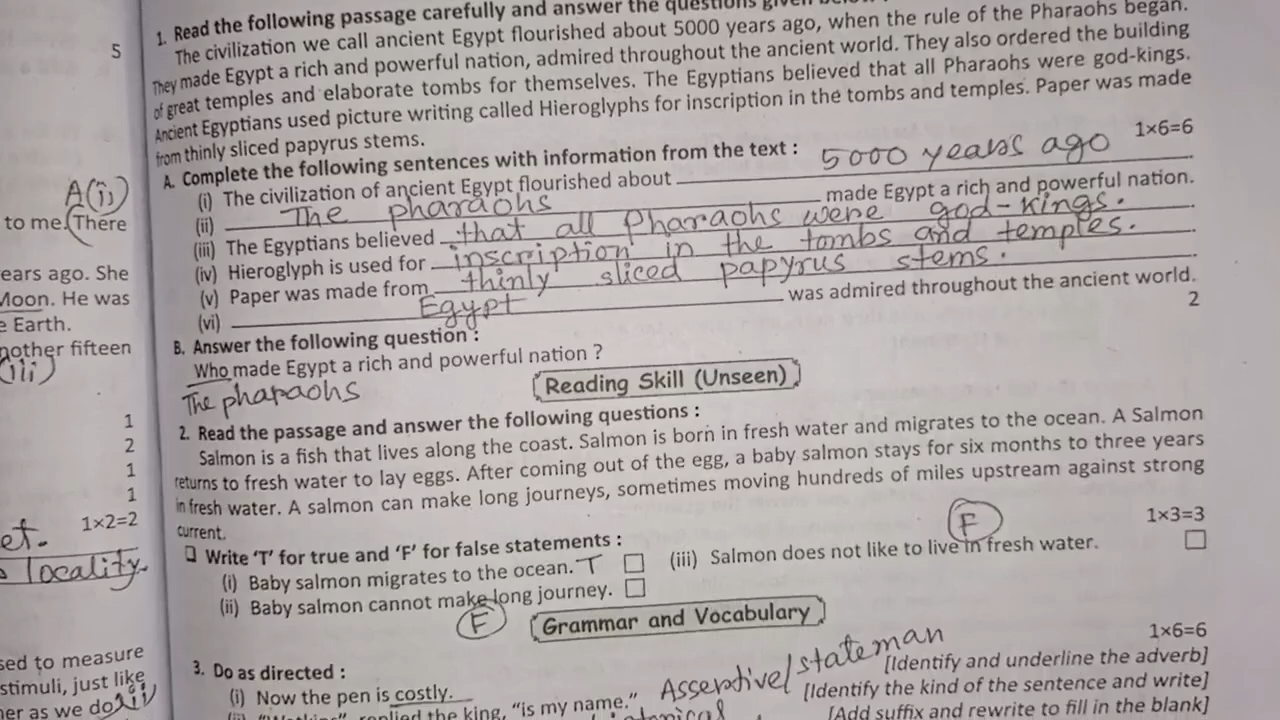 5
A(ii)
to me. (There
ears ago. She
Moon. He was
e Earth.
nother fifteen
(iii)
1
2
1
1
et. 1×2=2
locality.
sed to measure
stimuli, just like
her as we do
1. Read the following passage carefully and answer the questions given
The civilization we call ancient Egypt flourished about 5000 years ago, when the rule of the Pharaohs began.
They made Egypt a rich and powerful nation, admired throughout the ancient world. They also ordered the building
of great temples and elaborate tombs for themselves. The Egyptians believed that all Pharaohs were god-kings.
Ancient Egyptians used picture writing called Hieroglyphs for inscription in the tombs and temples. Paper was made
from thinly sliced papyrus stems.
A. Complete the following sentences with information from the text : 1×6=6
(i) The civilization of ancient Egypt flourished about 5000 years ago.
(ii) The pharaohs made Egypt a rich and powerful nation.
(iii) The Egyptians believed that all Pharaohs were god-kings.
(iv) Hieroglyph is used for inscription in the tombs and temples.
(v) Paper was made from thinly sliced papyrus stems.
(vi) Egypt was admired throughout the ancient world.
B. Answer the following question : 2
Who made Egypt a rich and powerful nation ?
The pharaohs
Reading Skill (Unseen)
2. Read the passage and answer the following questions :
Salmon is a fish that lives along the coast. Salmon is born in fresh water and migrates to the ocean. A Salmon
returns to fresh water to lay eggs. After coming out of the egg, a baby salmon stays for six months to three years
in fresh water. A salmon can make long journeys, sometimes moving hundreds of miles upstream against strong
current.
❑ Write 'T' for true and 'F' for false statements : 1×3=3
(i) Baby salmon migrates to the ocean. T (iii) Salmon does not like to live in fresh water. F
(ii) Baby salmon cannot make long journey. F
Grammar and Vocabulary
3. Do as directed : 1×6=6
(i) Now the pen is costly. [Identify and underline the adverb]
replied the king, "is my name." Assertive/stateman [Identify the kind of the sentence and write]
[Add suffix and rewrite to fill in the blank]